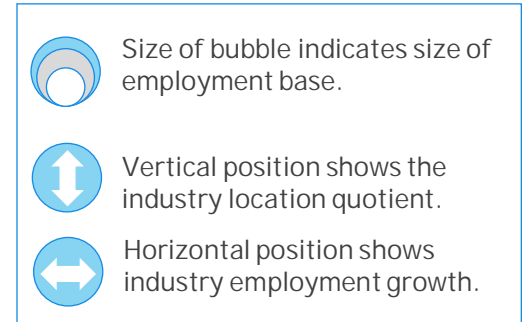 Size of bubble indicates size of
employment base.
Vertical position shows the
industry location quotient.
Horizontal position shows
industry employment growth.